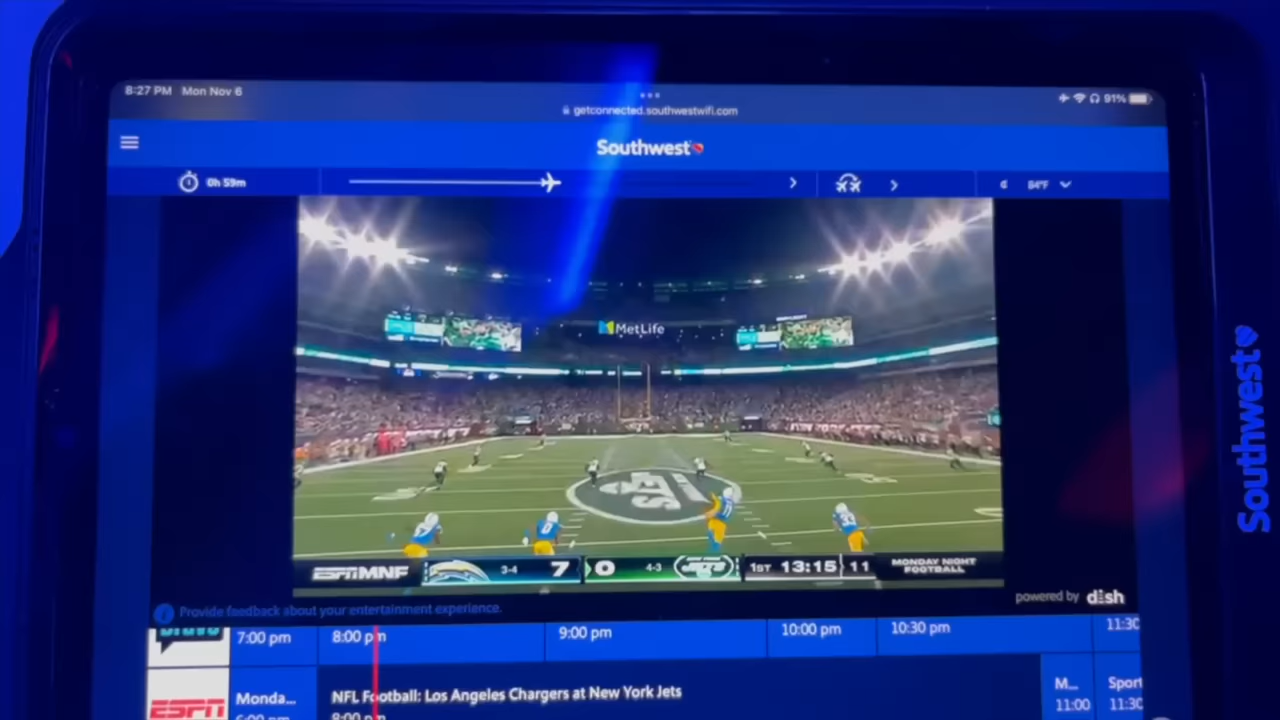 8:27 PM Mon Nov 6
getconnected.southwestwifi.com
91%
Southwest
0h 59m
84°F
MetLife
JETS
ESPN MNF
3-4
7
0
4-3
JETS
1ST 13:15 11
MONDAY NIGHT
FOOTBALL
powered by dish
Provide feedback about your entertainment experience.
7:00 pm
8:00 pm
9:00 pm
10:00 pm
10:30 pm
11:30
ESPN
Monda...
6:00 pm
NFL Football: Los Angeles Chargers at New York Jets
8:00 pm
M...
11:00
Sport
11:30
Southwest